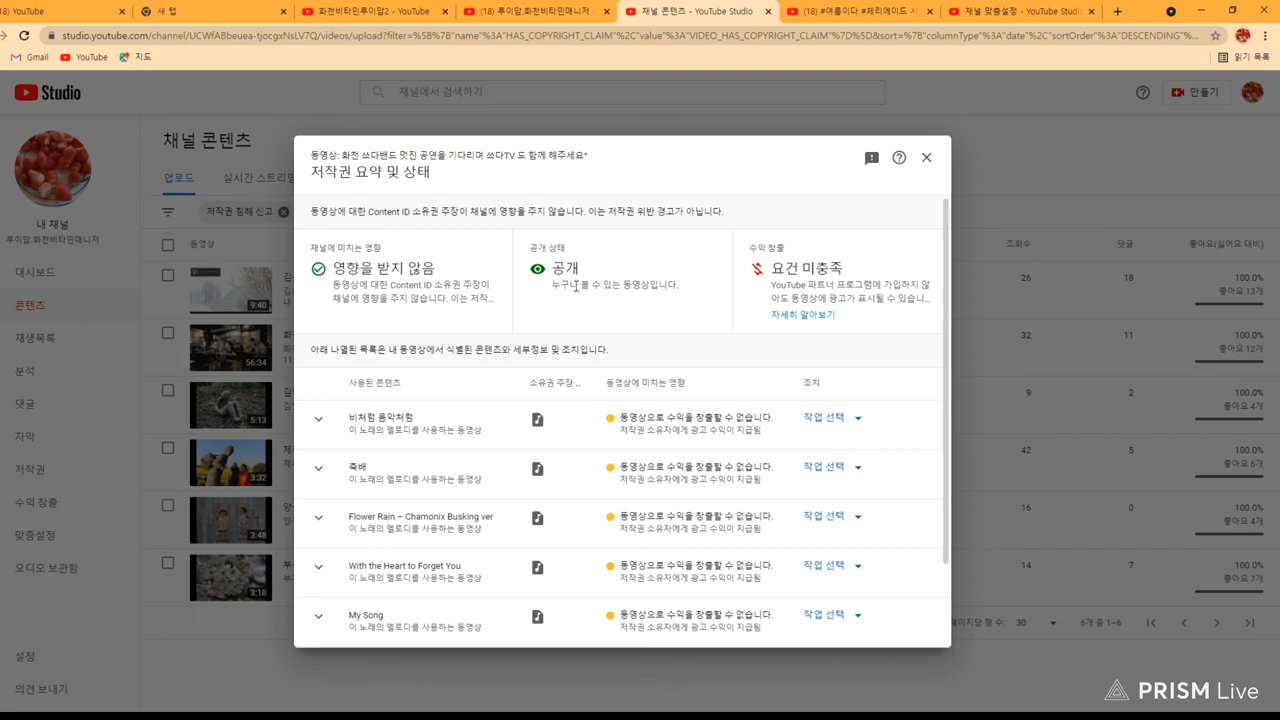 18) YouTube
새 탭
화전비타민루이암2 - YouTube
(18) 루이암.화전비타민매니저
채널 콘텐츠 - YouTube Studio
(18) #여름이다 #체리에이드 시
채널 맞춤설정 - YouTube Studio
studio.youtube.com/channel/UCWfABbeuea-tjocgxNsLV7Q/videos/upload?filter=%5B%7B"name"%3A"HAS_COPYRIGHT_CLAIM"%2C"value"%3A"VIDEO_HAS_COPYRIGHT_CLAIM"%7D%5D&sort=%7B"columnType"%3A"date"%2C"sortOrder"%3A"DESCENDING"%...
Gmail
YouTube
지도
읽기 목록
Studio
채널에서 검색하기
만들기
내 채널
루이암.화전비타민매니저
대시보드
콘텐츠
재생목록
분석
댓글
자막
저작권
수익 창출
맞춤설정
오디오 보관함
설정
의견 보내기
채널 콘텐츠
업로드
실시간 스트리밍
저작권 침해 신고
동영상
조회수
댓글
좋아요(싫어요 대비)
9:40
26
18
100.0%
좋아요 13개
56:34
32
11
100.0%
좋아요 12개
5:13
9
2
100.0%
좋아요 4개
3:32
42
5
100.0%
좋아요 6개
3:48
16
0
100.0%
좋아요 4개
3:18
14
7
100.0%
좋아요 7개
페이지당 행 수:
30
6개 중 1~6
동영상: 화전 쓰다밴드 멋진 공연을 기다리며 쓰다TV 도 함께 해주세요^
저작권 요약 및 상태
동영상에 대한 Content ID 소유권 주장이 채널에 영향을 주지 않습니다. 이는 저작권 위반 경고가 아닙니다.
채널에 미치는 영향
영향을 받지 않음
동영상에 대한 Content ID 소유권 주장이
채널에 영향을 주지 않습니다. 이는 저작...
공개 상태
공개
누구나 볼 수 있는 동영상입니다.
수익 창출
요건 미충족
YouTube 파트너 프로그램에 가입하지 않
아도 동영상에 광고가 표시될 수 있습니...
자세히 알아보기
아래 나열된 목록은 내 동영상에서 식별된 콘텐츠와 세부정보 및 조치입니다.
사용된 콘텐츠
소유권 주장 ...
동영상에 미치는 영향
조치
비처럼 음악처럼
이 노래의 멜로디를 사용하는 동영상
동영상으로 수익을 창출할 수 없습니다.
저작권 소유자에게 광고 수익이 지급됨
작업 선택
축배
이 노래의 멜로디를 사용하는 동영상
동영상으로 수익을 창출할 수 없습니다.
저작권 소유자에게 광고 수익이 지급됨
작업 선택
Flower Rain – Chamonix Busking ver
이 노래의 멜로디를 사용하는 동영상
동영상으로 수익을 창출할 수 없습니다.
저작권 소유자에게 광고 수익이 지급됨
작업 선택
With the Heart to Forget You
이 노래의 멜로디를 사용하는 동영상
동영상으로 수익을 창출할 수 없습니다.
저작권 소유자에게 광고 수익이 지급됨
작업 선택
My Song
이 노래의 멜로디를 사용하는 동영상
동영상으로 수익을 창출할 수 없습니다.
저작권 소유자에게 광고 수익이 지급됨
작업 선택
PRISM Live